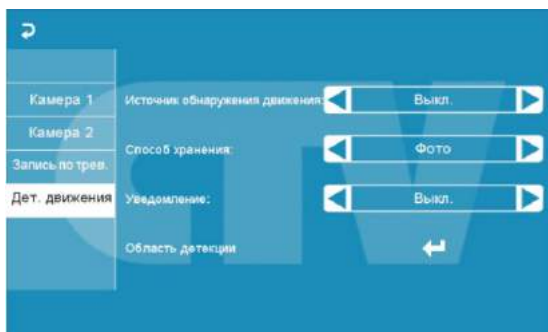 Камера 1
Камера 2
Запись по трев.
Дет. движения
Источник обнаружения движения: Выкл.
Способ хранения: Фото
Уведомление: Выкл.
Область детекции
CTV